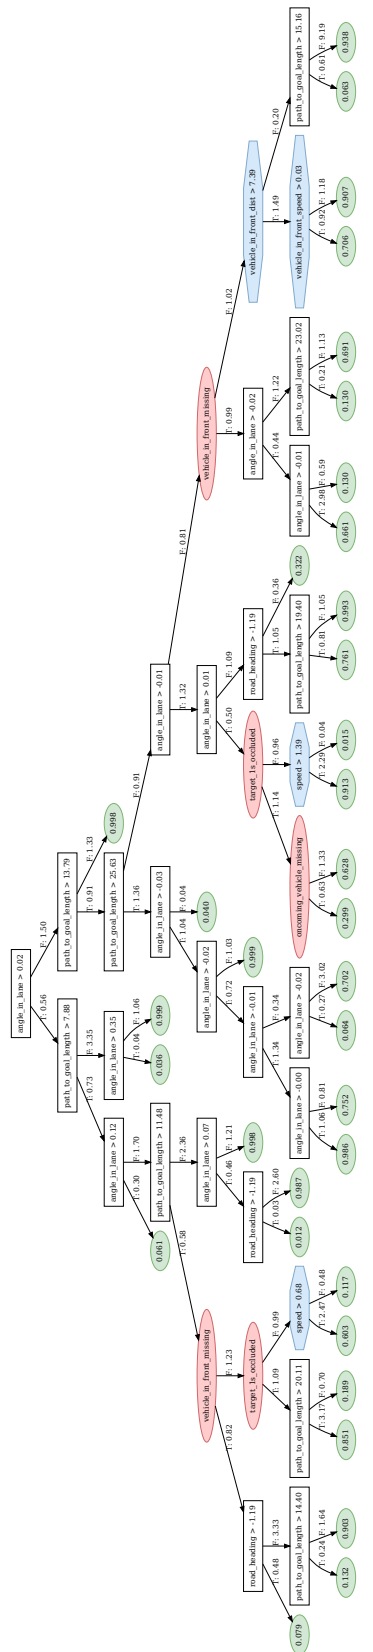 angle_in_lane > 0.02
T: 0.56
F: 1.50
path_to_goal_length > 7.88
path_to_goal_length > 13.79
T: 0.73
F: 3.35
T: 0.91
F: 1.33
angle_in_lane > 0.12
angle_in_lane > 0.35
path_to_goal_length > 25.63
0.998
T: 0.30
F: 1.70
T: 0.04
F: 1.06
T: 1.36
F: 0.91
0.061
path_to_goal_length > 11.48
0.036
0.999
angle_in_lane > -0.03
angle_in_lane > -0.01
T: 0.58
F: 2.36
T: 1.04
F: 0.04
T: 1.32
F: 0.81
vehicle_in_front_missing
angle_in_lane > 0.07
angle_in_lane > -0.02
0.040
angle_in_lane > 0.01
vehicle_in_front_missing
T: 0.82
F: 1.23
T: 0.46
F: 1.21
T: 0.72
F: 1.03
T: 0.50
F: 1.09
T: 0.99
F: 1.02
road_heading > -1.19
target_1s_occluded
road_heading > -1.19
0.998
angle_in_lane > -0.01
0.999
target_1s_occluded
road_heading > -1.19
angle_in_lane > -0.02
vehicle_in_front_dist > 7.39
T: 0.48
F: 3.33
T: 1.09
F: 0.99
T: 0.03
F: 2.60
T: 1.34
F: 0.34
T: 1.14
F: 0.96
T: 1.05
F: 0.36
T: 0.44
F: 1.22
T: 1.49
F: 0.20
0.079
path_to_goal_length > 14.40
path_to_goal_length > 20.11
speed > 0.68
0.012
0.987
angle_in_lane > -0.00
angle_in_lane > -0.02
oncoming_vehicle_missing
speed > 1.39
path_to_goal_length > 19.40
0.322
angle_in_lane > -0.01
path_to_goal_length > 23.02
vehicle_in_front_speed > 0.03
path_to_goal_length > 15.16
T: 0.24
F: 1.64
T: 3.17
F: 0.70
T: 2.47
F: 0.48
T: 1.06
F: 0.81
T: 0.27
F: 3.02
T: 0.63
F: 1.33
T: 2.29
F: 0.04
T: 0.81
F: 1.05
T: 2.98
F: 0.59
T: 0.21
F: 1.13
T: 0.92
F: 1.18
T: 0.61
F: 9.19
0.132
0.903
0.851
0.189
0.603
0.117
0.986
0.752
0.064
0.702
0.299
0.628
0.913
0.015
0.761
0.993
0.661
0.130
0.130
0.691
0.706
0.907
0.063
0.938